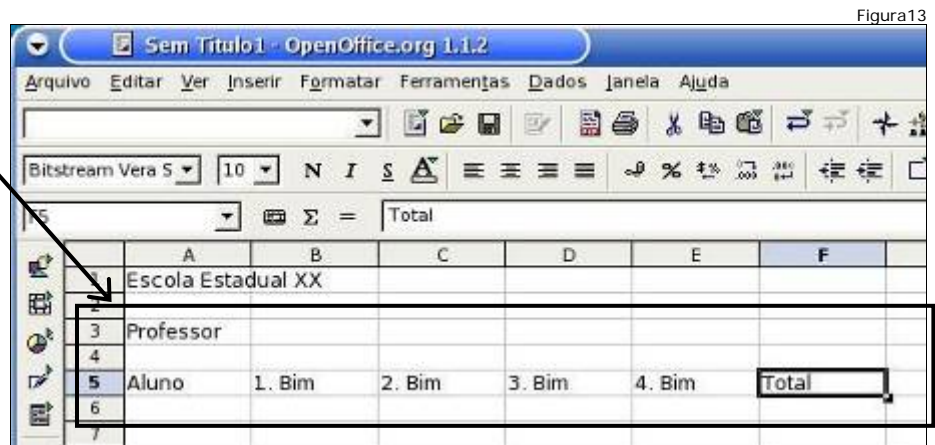 Figura13
Sem Título1 - OpenOffice.org 1.1.2
Arquivo Editar Ver Inserir Formatar Ferramentas Dados Janela Ajuda
Bitstream Vera S 10 N I S A %
F5 Σ = Total
A B C D E F
1 Escola Estadual XX
2
3 Professor
4
5 Aluno 1. Bim 2. Bim 3. Bim 4. Bim Total
6
7